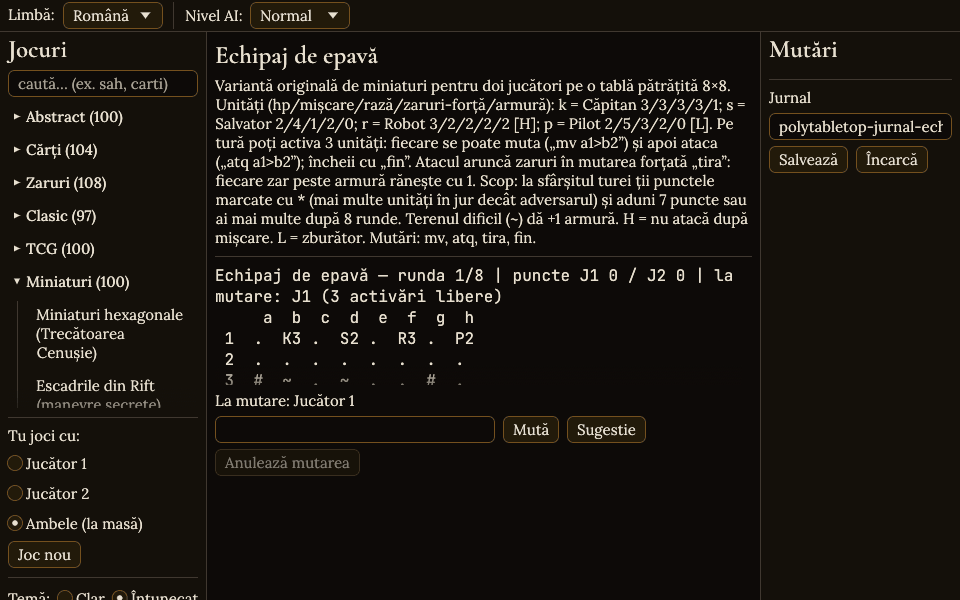 Limbă:
Română
Nivel AI:
Normal
Jocuri
caută... (ex. sah, carti)
Abstract (100)
Cărți (104)
Zaruri (108)
Clasic (97)
TCG (100)
Miniaturi (100)
Miniaturi hexagonale
(Trecătoarea
Cenușie)
Escadrile din Rift
(manevre secrete)
Tu joci cu:
Jucător 1
Jucător 2
Ambele (la masă)
Joc nou
Temă:
Clar
Întunecat
Echipaj de epavă
Variantă originală de miniaturi pentru doi jucători pe o tablă pătrățită 8×8.
Unități (hp/mișcare/rază/zaruri-forță/armură): k = Căpitan 3/3/3/3/1; s =
Salvator 2/4/1/2/0; r = Robot 3/2/2/2/2 [H]; p = Pilot 2/5/3/2/0 [L]. Pe
tură poți activa 3 unități: fiecare se poate muta („mv a1>b2”) și apoi ataca
(„atq a1>b2”); încheii cu „fin”. Atacul aruncă zaruri în mutarea forțată „tira”:
fiecare zar peste armură rănește cu 1. Scop: la sfârșitul turei ții punctele
marcate cu * (mai multe unități în jur decât adversarul) și aduni 7 puncte sau
ai mai multe după 8 runde. Terenul dificil (~) dă +1 armură. H = nu atacă după
mișcare. L = zburător. Mutări: mv, atq, tira, fin.
Echipaj de epavă — runda 1/8 | puncte J1 0 / J2 0 | la
mutare: J1 (3 activări libere)
a b c d e f g h
1 . K3 . S2 . R3 . P2
2 . . . . . . . .
3 # ~ . ~ . . # .
La mutare: Jucător 1
Mută
Sugestie
Anulează mutarea
Mutări
Jurnal
polytabletop-jurnal-ech
Salvează
Încarcă